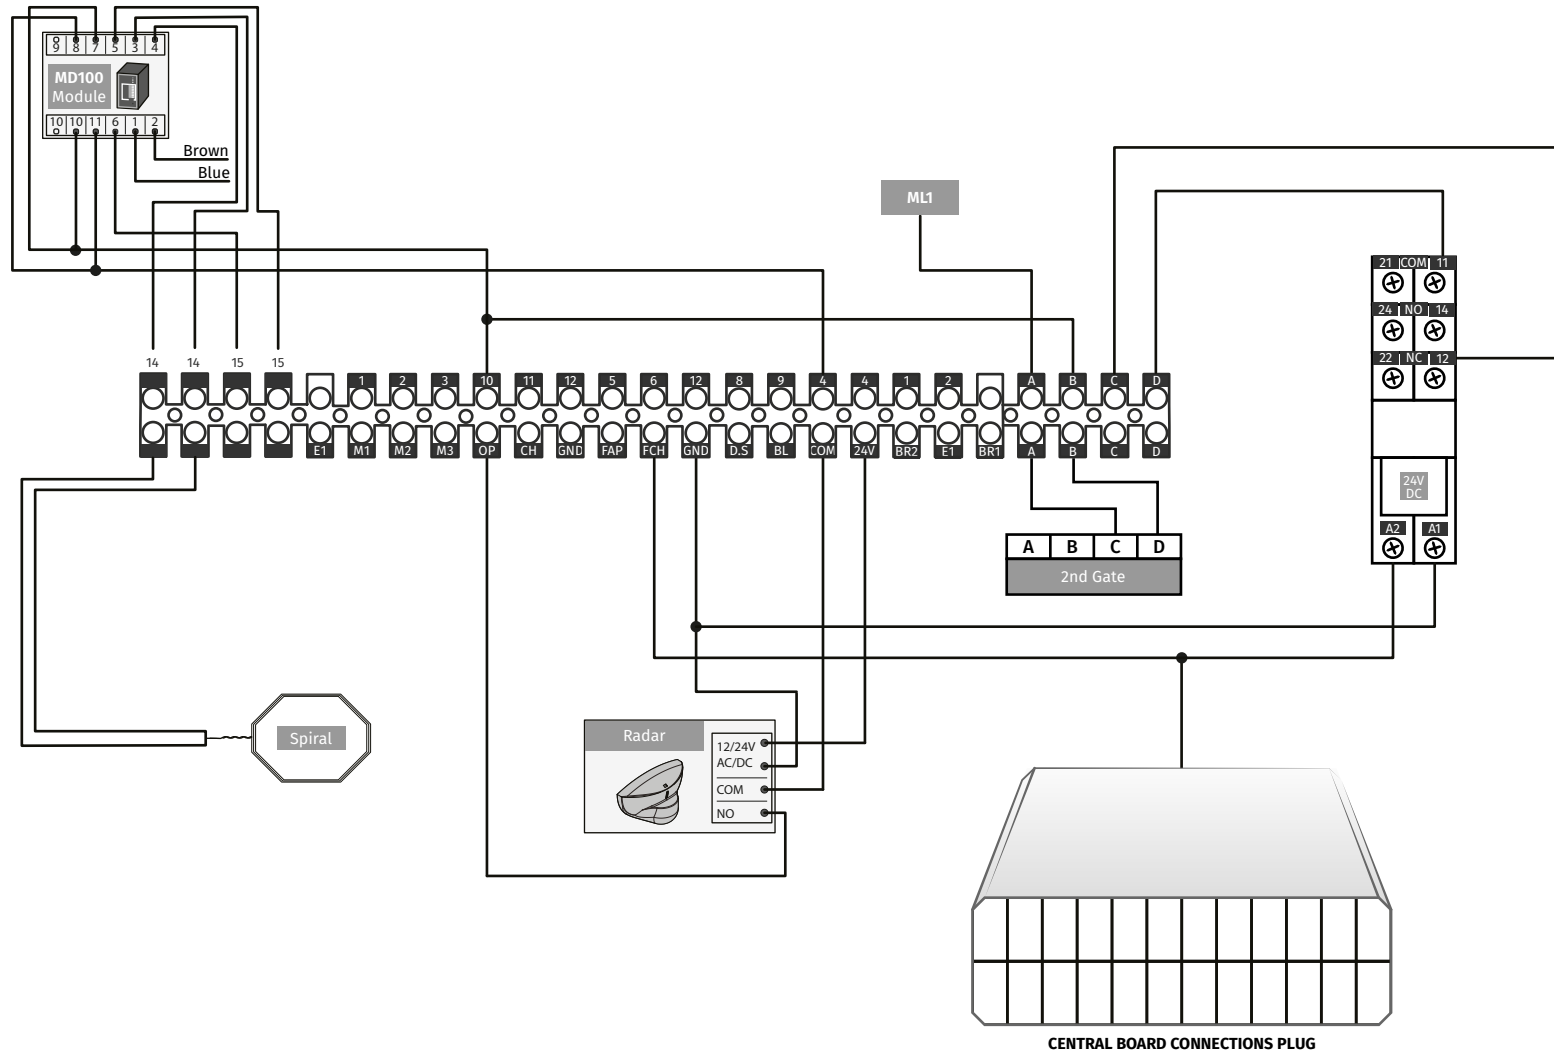 9 8 7 5 3 4
MD100
Module
10 10 11 6 1 2
Brown
Blue
ML1
21 COM 11
24 NO 14
22 NC 12
24V
DC
A2 A1
14 14 15 15
1 2 3 10 11 12 5 6 12 8 9 4 4 1 2 A B C D
E1 M1 M2 M3 OP CH GND FAP FCH GND D.S BL COM 24V BR2 E1 BR1 A B C D
A B C D
2nd Gate
Spiral
Radar
12/24V
AC/DC
COM
NO
CENTRAL BOARD CONNECTIONS PLUG